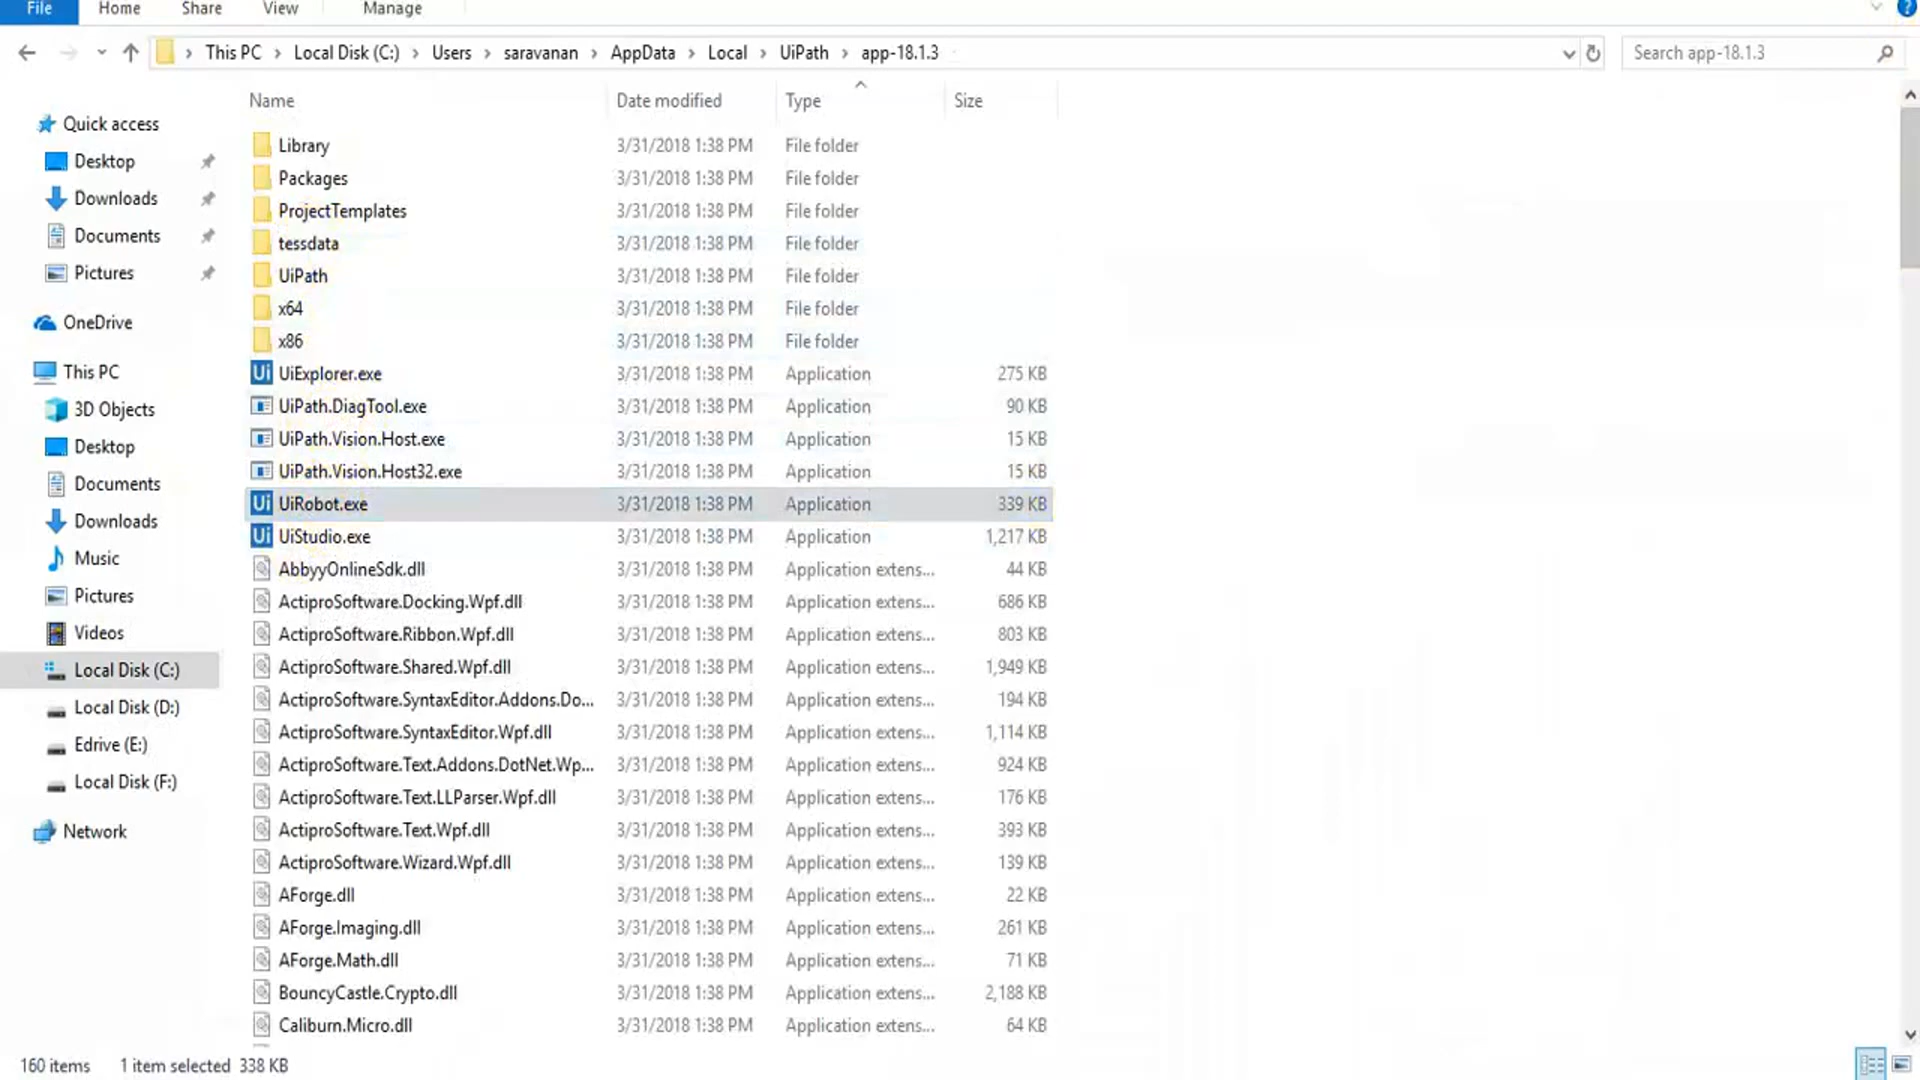 File Home Share View Manage
This PC Local Disk (C:) Users saravanan AppData Local UiPath app-18.1.3 Search app-18.1.3
Name Date modified Type Size
Quick access
Desktop
Downloads
Documents
Pictures
OneDrive
This PC
3D Objects
Desktop
Documents
Downloads
Music
Pictures
Videos
Local Disk (C:)
Local Disk (D:)
Edrive (E:)
Local Disk (F:)
Network
Library 3/31/2018 1:38 PM File folder
Packages 3/31/2018 1:38 PM File folder
ProjectTemplates 3/31/2018 1:38 PM File folder
tessdata 3/31/2018 1:38 PM File folder
UiPath 3/31/2018 1:38 PM File folder
x64 3/31/2018 1:38 PM File folder
x86 3/31/2018 1:38 PM File folder
Ui UiExplorer.exe 3/31/2018 1:38 PM Application 275 KB
UiPath.DiagTool.exe 3/31/2018 1:38 PM Application 90 KB
UiPath.Vision.Host.exe 3/31/2018 1:38 PM Application 15 KB
UiPath.Vision.Host32.exe 3/31/2018 1:38 PM Application 15 KB
Ui UiRobot.exe 3/31/2018 1:38 PM Application 339 KB
Ui UiStudio.exe 3/31/2018 1:38 PM Application 1,217 KB
AbbyyOnlineSdk.dll 3/31/2018 1:38 PM Application extens... 44 KB
ActiproSoftware.Docking.Wpf.dll 3/31/2018 1:38 PM Application extens... 686 KB
ActiproSoftware.Ribbon.Wpf.dll 3/31/2018 1:38 PM Application extens... 803 KB
ActiproSoftware.Shared.Wpf.dll 3/31/2018 1:38 PM Application extens... 1,949 KB
ActiproSoftware.SyntaxEditor.Addons.Do... 3/31/2018 1:38 PM Application extens... 194 KB
ActiproSoftware.SyntaxEditor.Wpf.dll 3/31/2018 1:38 PM Application extens... 1,114 KB
ActiproSoftware.Text.Addons.DotNet.Wp... 3/31/2018 1:38 PM Application extens... 924 KB
ActiproSoftware.Text.LLParser.Wpf.dll 3/31/2018 1:38 PM Application extens... 176 KB
ActiproSoftware.Text.Wpf.dll 3/31/2018 1:38 PM Application extens... 393 KB
ActiproSoftware.Wizard.Wpf.dll 3/31/2018 1:38 PM Application extens... 139 KB
AForge.dll 3/31/2018 1:38 PM Application extens... 22 KB
AForge.Imaging.dll 3/31/2018 1:38 PM Application extens... 261 KB
AForge.Math.dll 3/31/2018 1:38 PM Application extens... 71 KB
BouncyCastle.Crypto.dll 3/31/2018 1:38 PM Application extens... 2,188 KB
Caliburn.Micro.dll 3/31/2018 1:38 PM Application extens... 64 KB
160 items 1 item selected 338 KB